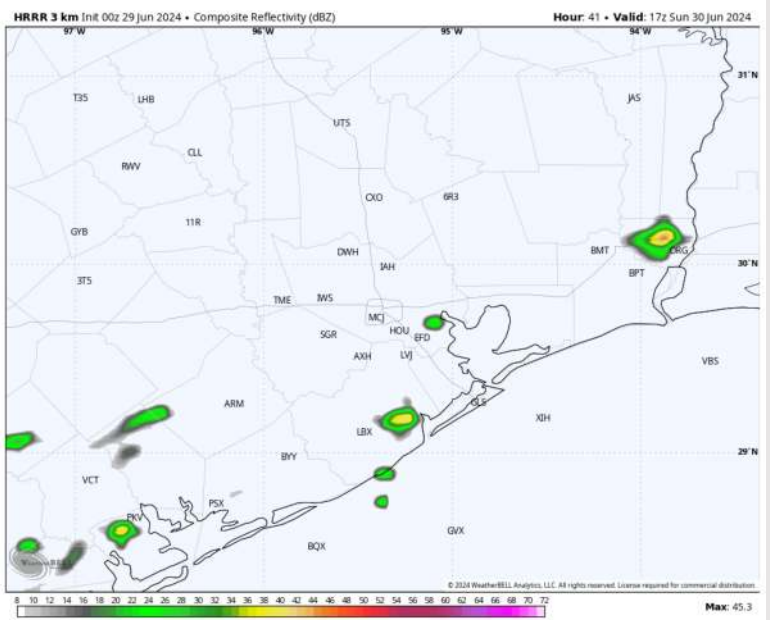 HRRR 3 km Init 00z 29 Jun 2024 • Composite Reflectivity (dBZ) Hour: 41 • Valid: 17z Sun 30 Jun 2024
97°W 96°W 95°W 94°W
31°N
T35 LHB JAS
UTS
CLL
RWV
CXO 6R3
11R
GYB
DWH BMT ORG
IAH 30°N
BPT
3T5
TME IWS
MCJ
SGR HOU EFD
AXH LVJ
VBS
ARM GLS
XIH
LBX
29°N
BYY
VCT
PSX
PKV
GVX
BQX
WeatherBELL
© 2024 WeatherBELL Analytics, LLC. All rights reserved. License required for commercial distribution.
8 10 12 14 16 18 20 22 24 26 28 30 32 34 36 38 40 42 44 46 48 50 52 54 56 58 60 62 64 66 68 70 72
Max: 45.3